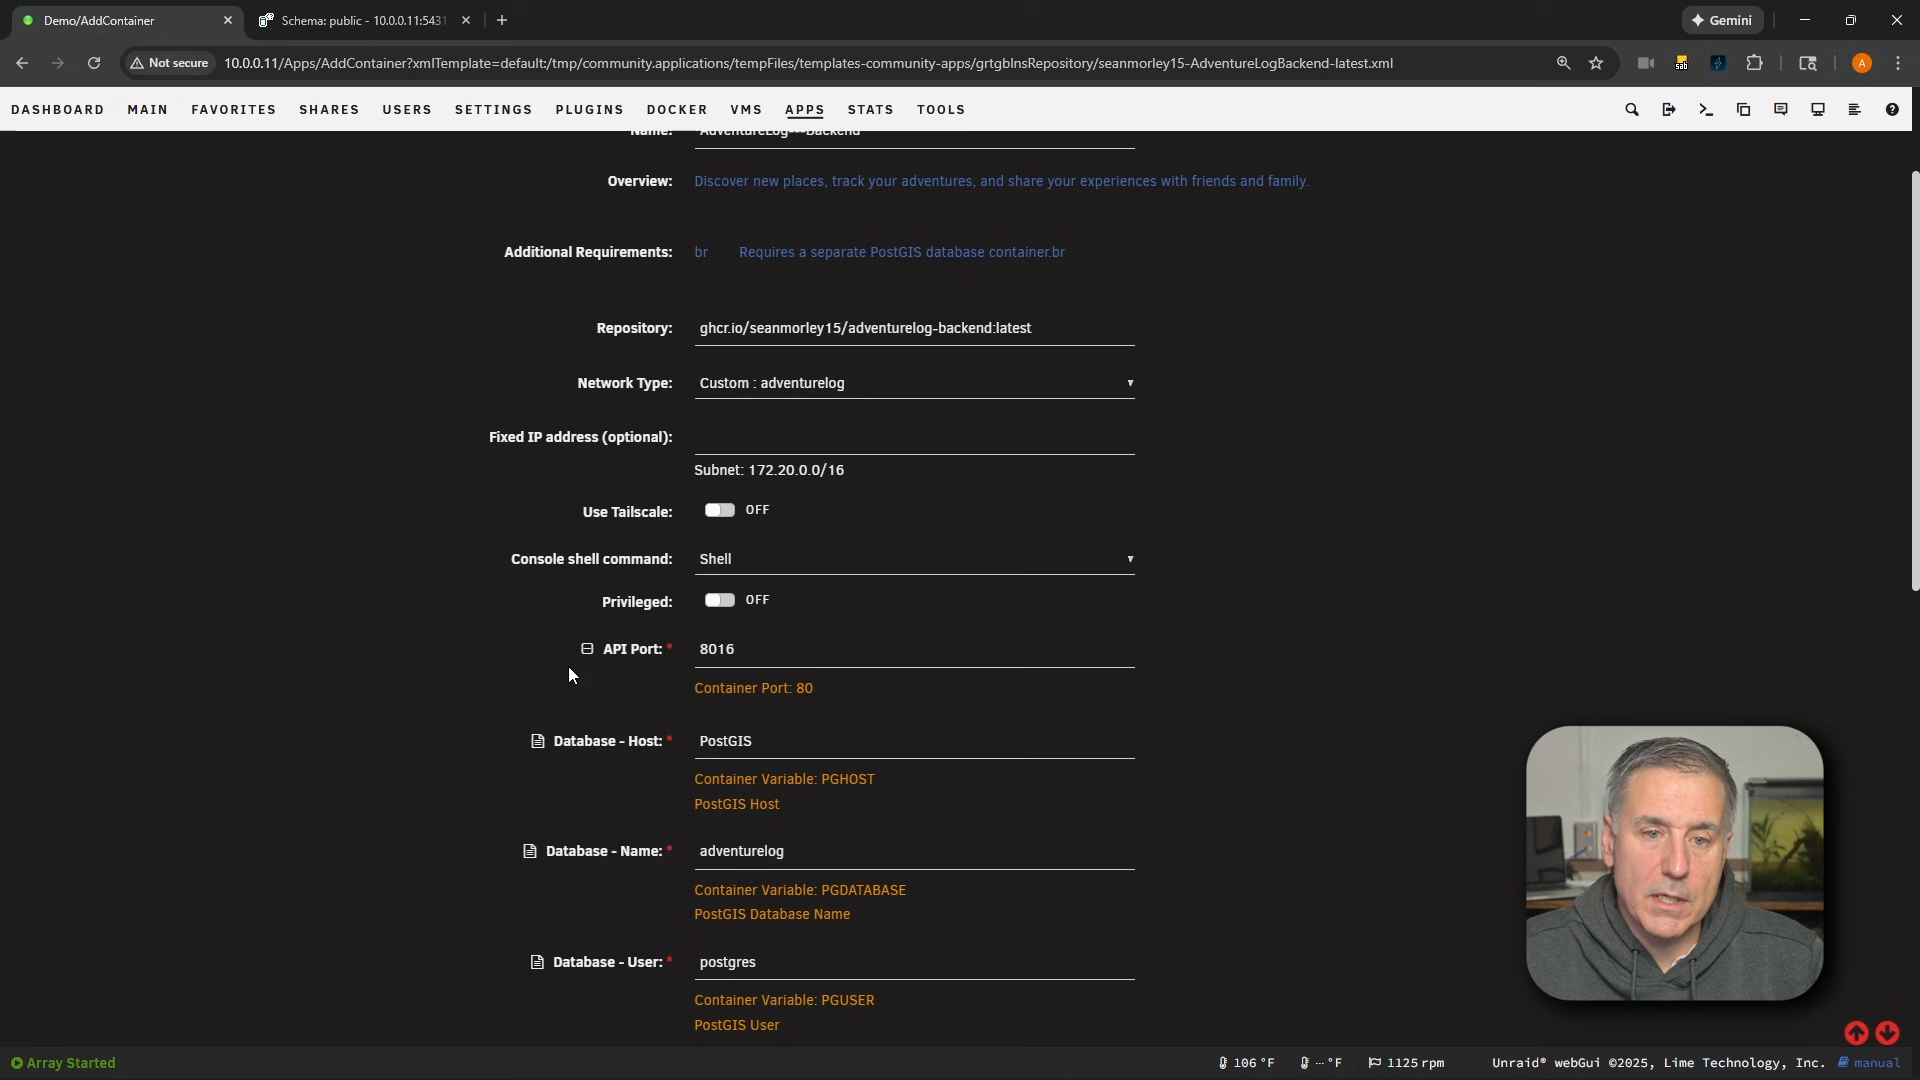 Demo/AddContainer
Schema: public - 10.0.0.11:5431
Gemini
Not secure
10.0.0.11/Apps/AddContainer?xmlTemplate=default:/tmp/community.applications/tempFiles/templates-community-apps/grtgblnsRepository/seanmorley15-AdventureLogBackend-latest.xml
sab
A
DASHBOARD MAIN FAVORITES SHARES USERS SETTINGS PLUGINS DOCKER VMS APPS STATS TOOLS
Name: AdventureLog---Backend
Overview: Discover new places, track your adventures, and share your experiences with friends and family.
Additional Requirements: br Requires a separate PostGIS database container.br
Repository: ghcr.io/seanmorley15/adventurelog-backend:latest
Network Type: Custom : adventurelog
Fixed IP address (optional):
Subnet: 172.20.0.0/16
Use Tailscale: OFF
Console shell command: Shell
Privileged: OFF
API Port: * 8016
Container Port: 80
Database - Host: * PostGIS
Container Variable: PGHOST
PostGIS Host
Database - Name: * adventurelog
Container Variable: PGDATABASE
PostGIS Database Name
Database - User: * postgres
Container Variable: PGUSER
PostGIS User
Array Started
106 °F
--- °F
1125 rpm
Unraid® webGui ©2025, Lime Technology, Inc. manual